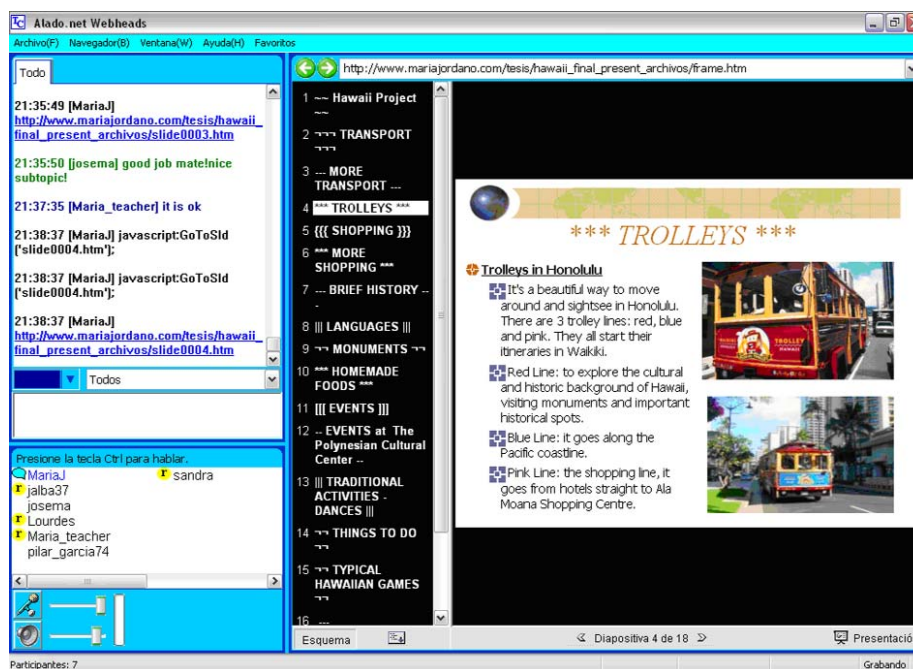 Alado.net Webheads
Archivo(F) Navegador(B) Ventana(W) Ayuda(H) Favoritos
Todo
21:35:49 [MariaJ]
http://www.mariajordano.com/tesis/hawaii_
final_present_archivos/slide0003.htm
21:35:50 [josema] good job mate!nice
subtopic!
21:37:35 [Maria_teacher] it is ok
21:38:37 [MariaJ] javascript:GoToSld
('slide0004.htm');
21:38:37 [MariaJ] javascript:GoToSld
('slide0004.htm');
21:38:37 [MariaJ]
http://www.mariajordano.com/tesis/hawaii_
final_present_archivos/slide0004.htm
Todos
Presione la tecla Ctrl para hablar.
MariaJ
r jalba37
josema
r Lourdes
r Maria_teacher
pilar_garcia74
r sandra
http://www.mariajordano.com/tesis/hawaii_final_present_archivos/frame.htm
1 ~~ Hawaii Project
~~
2 ¬¬¬ TRANSPORT
¬¬¬
3 --- MORE
TRANSPORT ---
4 *** TROLLEYS ***
5 {{{ SHOPPING }}}
6 *** MORE
SHOPPING ***
7 --- BRIEF HISTORY --
-
8 ||| LANGUAGES |||
9 ¬¬ MONUMENTS ¬¬
10 *** HOMEMADE
FOODS ***
11 [[[ EVENTS ]]]
12 -- EVENTS at The
Polynesian Cultural
Center --
13 ||| TRADITIONAL
ACTIVITIES -
DANCES |||
14 ¬¬ THINGS TO DO
¬¬
15 ¬¬ TYPICAL
HAWAIIAN GAMES
¬¬
16 ---
*** TROLLEYS ***
Trolleys in Honolulu
It's a beautiful way to move
around and sightsee in Honolulu.
There are 3 trolley lines: red, blue
and pink. They all start their
itineraries in Waikiki.
Red Line: to explore the cultural
and historic background of Hawaii,
visiting monuments and important
historical spots.
Blue Line: it goes along the
Pacific coastline.
Pink Line: the shopping line, it
goes from hotels straight to Ala
Moana Shopping Centre.
TROLLEY
Esquema
Diapositiva 4 de 18
Presentació
Participantes: 7
Grabando